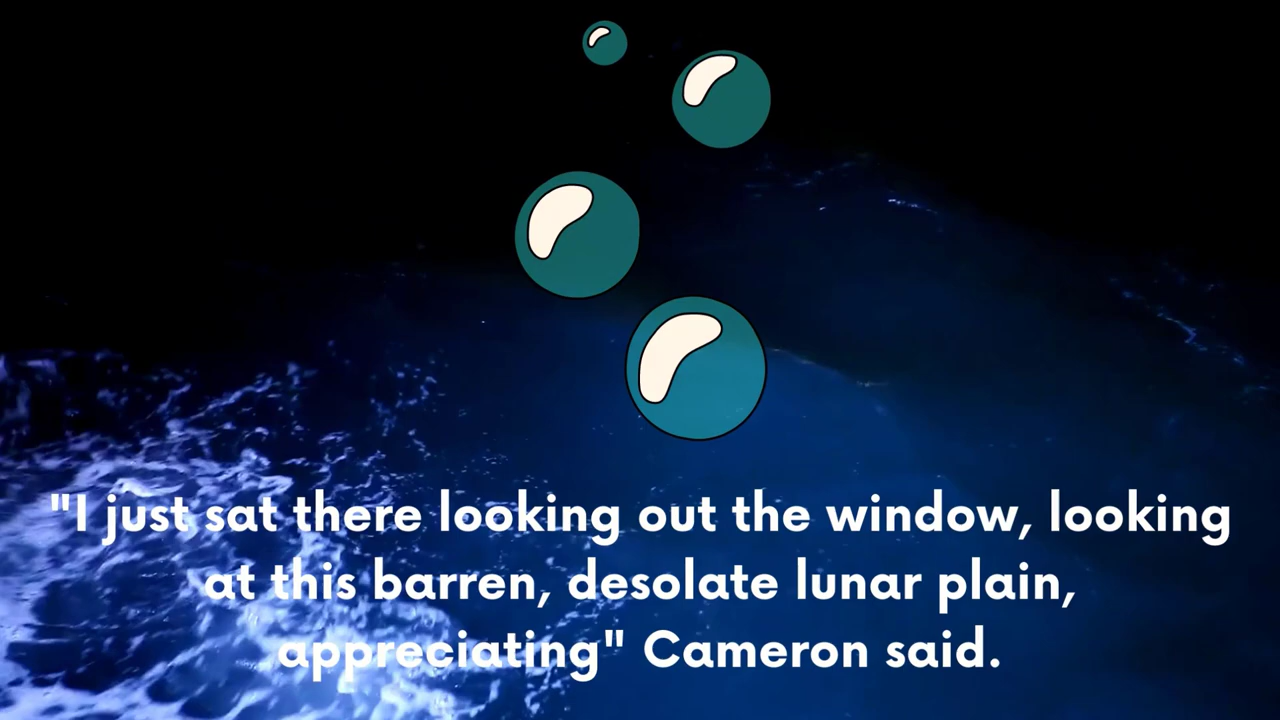 "I just sat there looking out the window, looking
at this barren, desolate lunar plain,
appreciating" Cameron said.